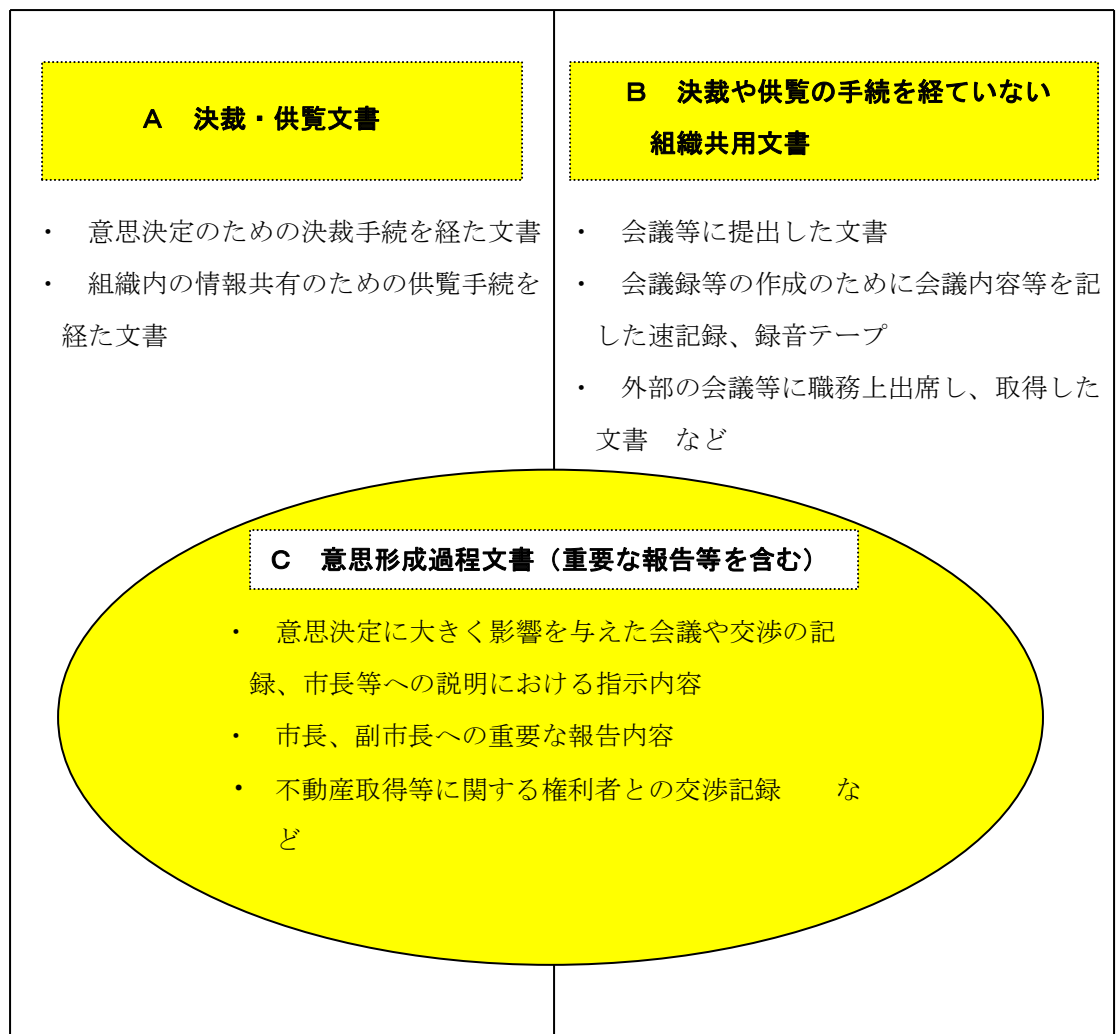 A 決裁・供覧文書
・ 意思決定のための決裁手続を経た文書
・ 組織内の情報共有のための供覧手続を
経た文書
B 決裁や供覧の手続を経ていない
組織共用文書
・ 会議等に提出した文書
・ 会議録等の作成のために会議内容等を記
した速記録、録音テープ
・ 外部の会議等に職務上出席し、取得した
文書 など
C 意思形成過程文書（重要な報告等を含む）
・ 意思決定に大きく影響を与えた会議や交渉の記
録、市長等への説明における指示内容
・ 市長、副市長への重要な報告内容
・ 不動産取得等に関する権利者との交渉記録 な
ど